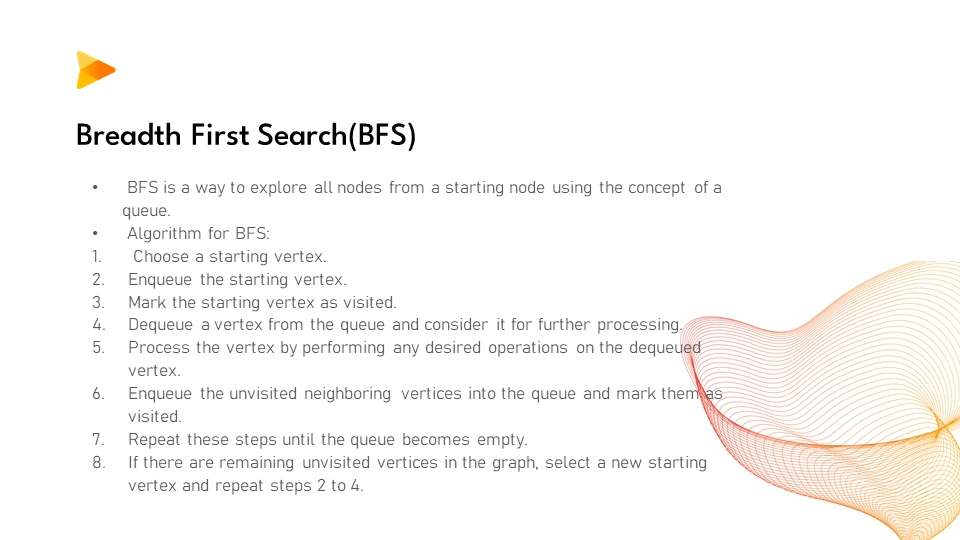 Breadth First Search(BFS)
• BFS is a way to explore all nodes from a starting node using the concept of a
queue.
• Algorithm for BFS:
1. Choose a starting vertex.
2. Enqueue the starting vertex.
3. Mark the starting vertex as visited.
4. Dequeue a vertex from the queue and consider it for further processing.
5. Process the vertex by performing any desired operations on the dequeued
vertex.
6. Enqueue the unvisited neighboring vertices into the queue and mark them as
visited.
7. Repeat these steps until the queue becomes empty.
8. If there are remaining unvisited vertices in the graph, select a new starting
vertex and repeat steps 2 to 4.